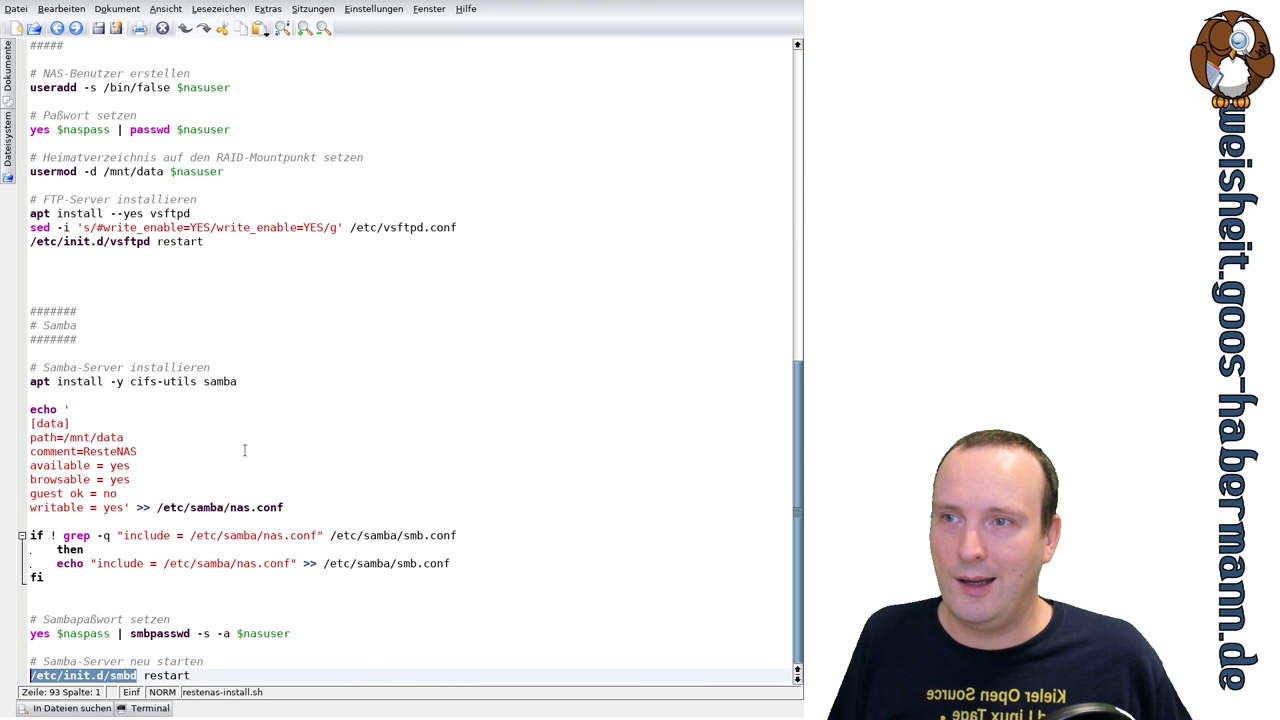 Datei Bearbeiten Dokument Ansicht Lesezeichen Extras Sitzungen Einstellungen Fenster Hilfe
Dokumente
Dateisystem
#####
# NAS-Benutzer erstellen
useradd -s /bin/false $nasuser
# Paßwort setzen
yes $naspass | passwd $nasuser
# Heimatverzeichnis auf den RAID-Mountpunkt setzen
usermod -d /mnt/data $nasuser
# FTP-Server installieren
apt install --yes vsftpd
sed -i 's/#write_enable=YES/write_enable=YES/g' /etc/vsftpd.conf
/etc/init.d/vsftpd restart
#######
# Samba
#######
# Samba-Server installieren
apt install -y cifs-utils samba
echo '
[data]
path=/mnt/data
comment=ResteNAS
available = yes
browsable = yes
guest ok = no
writable = yes' >> /etc/samba/nas.conf
if ! grep -q "include = /etc/samba/nas.conf" /etc/samba/smb.conf
then
echo "include = /etc/samba/nas.conf" >> /etc/samba/smb.conf
fi
# Sambapaßwort setzen
yes $naspass | smbpasswd -s -a $nasuser
# Samba-Server neu starten
/etc/init.d/smbd restart
Zeile: 93 Spalte: 1 Einf NORM restenas-install.sh
In Dateien suchen Terminal
weisheit.goos-habermann.de
Kieler Open Source
Linux Tage